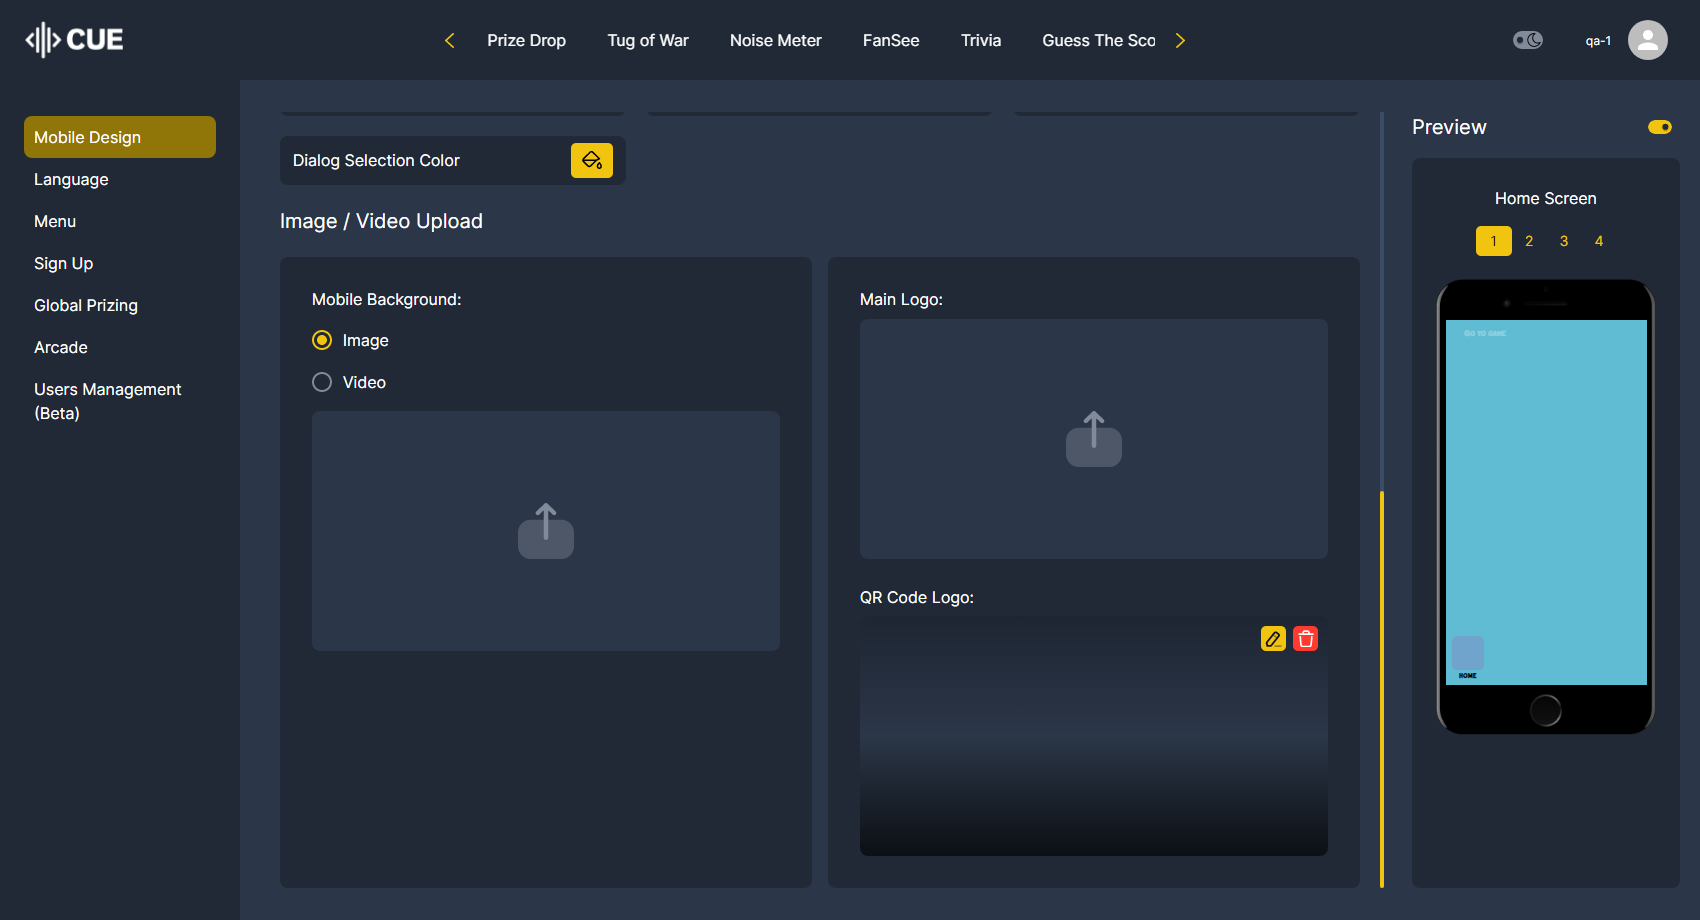 CUE
Prize Drop
Tug of War
Noise Meter
FanSee
Trivia
Guess The Sco
qa-1
Mobile Design
Language
Menu
Sign Up
Global Prizing
Arcade
Users Management
(Beta)
Dialog Selection Color
Image / Video Upload
Mobile Background:
Image
Video
Main Logo:
QR Code Logo:
Preview
Home Screen
1 2 3 4
GO TO GAME
HOME